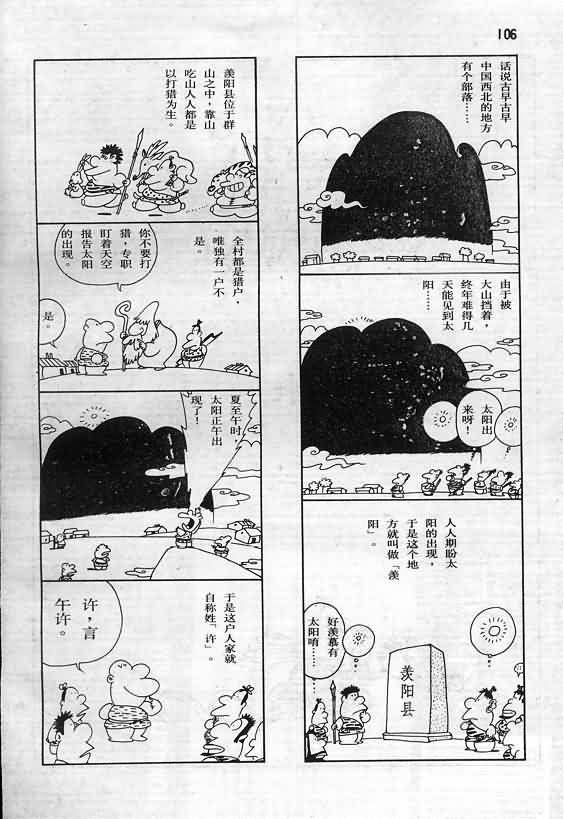 106
话说古早古早
中国西北的地方
有个部落……
由于被
大山挡着，
终年难得几
天能见到太
阳……
太阳出
来呀！
人人期盼太
阳的出现，
于是这个地
方就叫做「羡
阳」。
好羡慕有
太阳唷……
羡阳县
羡阳县位于群
山之中，靠山
吃山人人都是
以打猎为生。
全村都是猎户，
唯独有一户不
是。
你不要打
猎，专职
盯着天空
报告太阳
的出现。
是。
夏至午时，
太阳正午出
现了！
于是这户人家就
自称姓「许」。
许，言
午许。